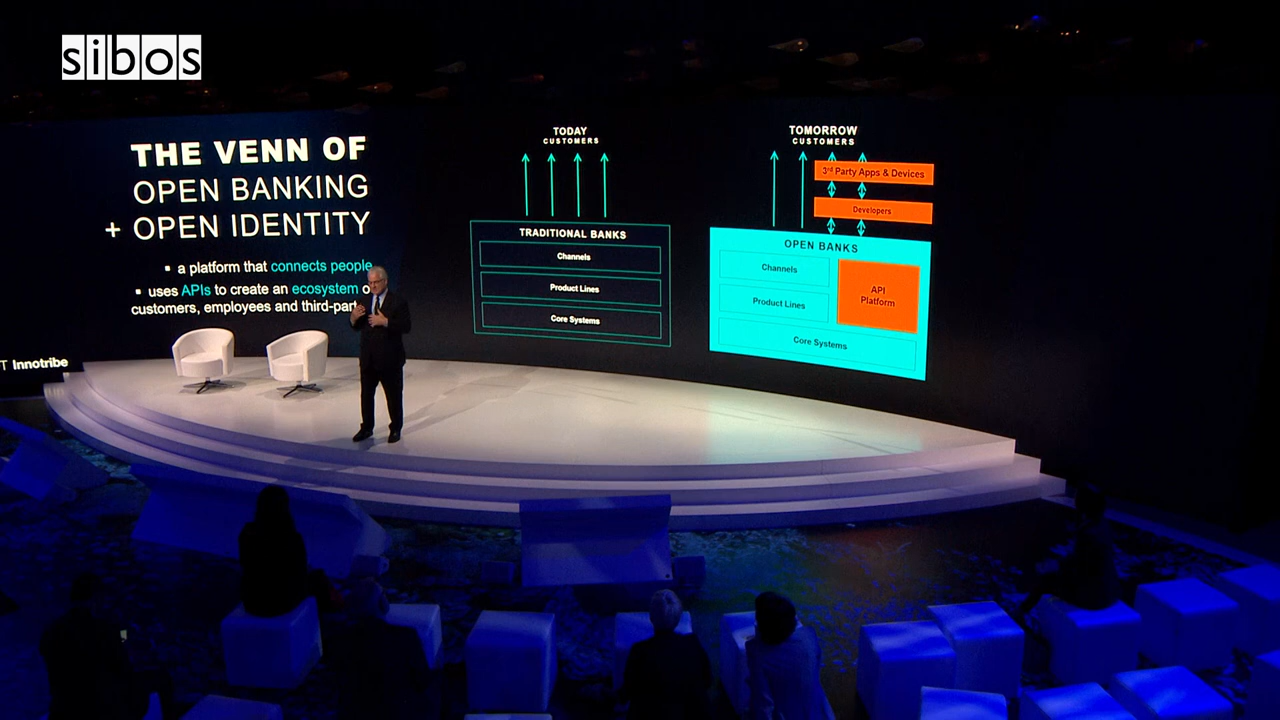 sibos
THE VENN OF
OPEN BANKING
+ OPEN IDENTITY
▪ a platform that connects people
▪ uses APIs to create an ecosystem
customers, employees and third-part
T Innotribe
TODAY
CUSTOMERS
TRADITIONAL BANKS
Channels
Product Lines
Core Systems
TOMORROW
CUSTOMERS
3rd Party Apps & Devices
Developers
OPEN BANKS
Channels
Product Lines
API
Platform
Core Systems